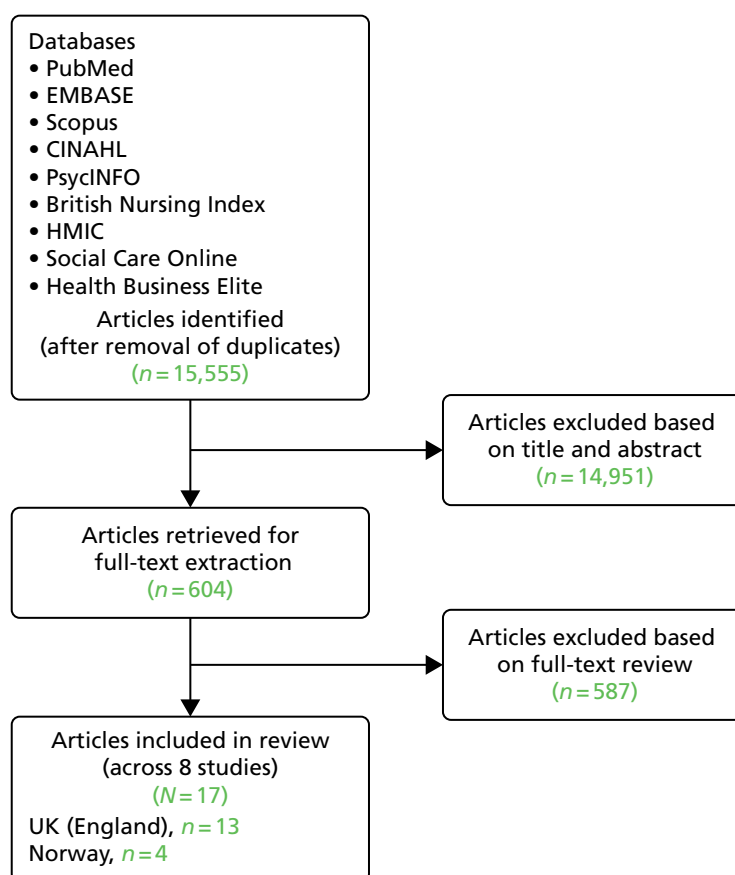 Databases
• PubMed
• EMBASE
• Scopus
• CINAHL
• PsycINFO
• British Nursing Index
• HMIC
• Social Care Online
• Health Business Elite
Articles identified
(after removal of duplicates)
(n = 15,555)
Articles excluded based
on title and abstract
(n = 14,951)
Articles retrieved for
full-text extraction
(n = 604)
Articles excluded based
on full-text review
(n = 587)
Articles included in review
(across 8 studies)
(N = 17)
UK (England), n = 13
Norway, n = 4